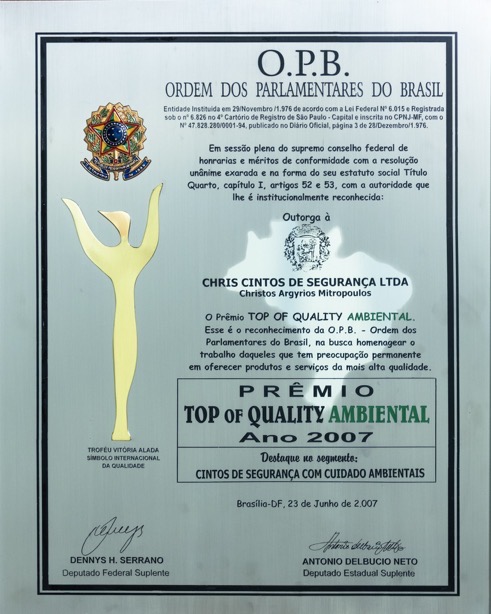 O.P.B.
ORDEM DOS PARLAMENTARES DO BRASIL
Entidade Instituída em 29/Novembro /1.976 de acordo com a Lei Federal Nº 6.015 e Registrada
sob o nº 6.826 no 4º Cartório de Registro de São Paulo - Capital e inscrita no CPNJ-MF, com o
Nº 47.828.280/0001-94, publicado no Diário Oficial, página 3 de 28/Dezembro/1.976.
Em sessão plena do supremo conselho federal de
honrarias e méritos de conformidade com a resolução
unânime exarada e na forma do seu estatuto social Título
Quarto, capítulo I, artigos 52 e 53, com a autoridade que
lhe é institucionalmente reconhecida:
Outorga à
CHRIS CINTOS DE SEGURANÇA LTDA
Christos Argyrios Mitropoulos
O Prêmio TOP OF QUALITY AMBIENTAL.
Esse é o reconhecimento da O.P.B. - Ordem dos
Parlamentares do Brasil, na busca homenagear o
trabalho daqueles que tem preocupação permanente
em oferecer produtos e serviços da mais alta qualidade.
PRÊMIO
TOP OF QUALITY AMBIENTAL
Ano 2007
Destaque no segmento:
CINTOS DE SEGURANÇA COM CUIDADO AMBIENTAIS
TROFÉU VITÓRIA ALADA
SÍMBOLO INTERNACIONAL
DA QUALIDADE
Brasília-DF, 23 de Junho de 2.007
DENNYS H. SERRANO
Deputado Federal Suplente
ANTONIO DELBUCIO NETO
Deputado Estadual Suplente